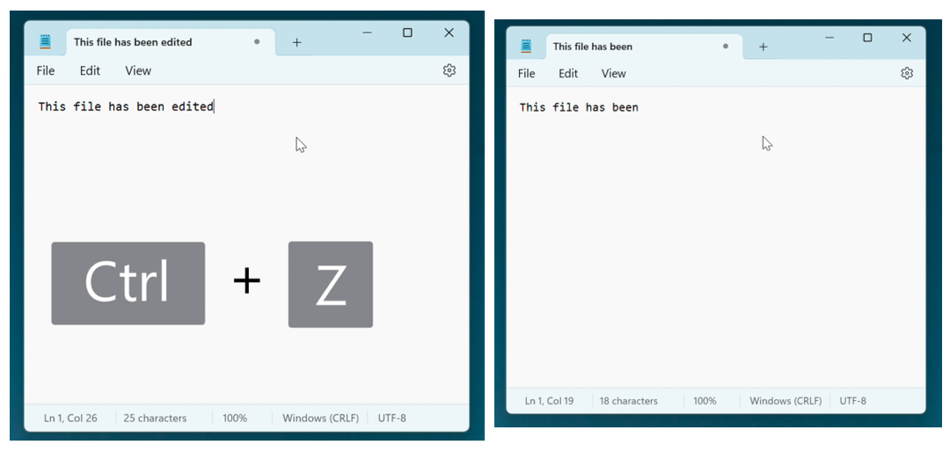 This file has been edited
File Edit View
This file has been edited
Ctrl + Z
Ln 1, Col 26 25 characters 100% Windows (CRLF) UTF-8
This file has been
File Edit View
This file has been
Ln 1, Col 19 18 characters 100% Windows (CRLF) UTF-8